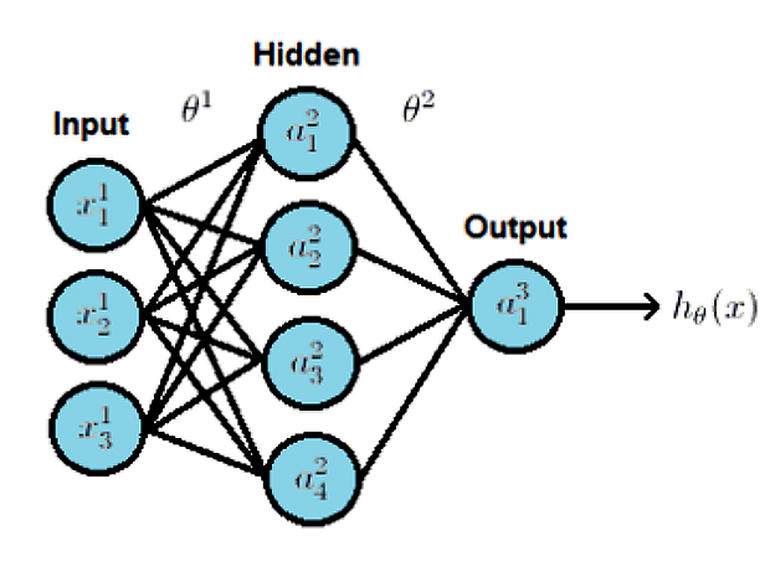 Hidden
θ¹
θ²
Input
a₁²
x₁¹
Output
a₂²
x₂¹
a₁³
h_θ(x)
a₃²
x₃¹
a₄²